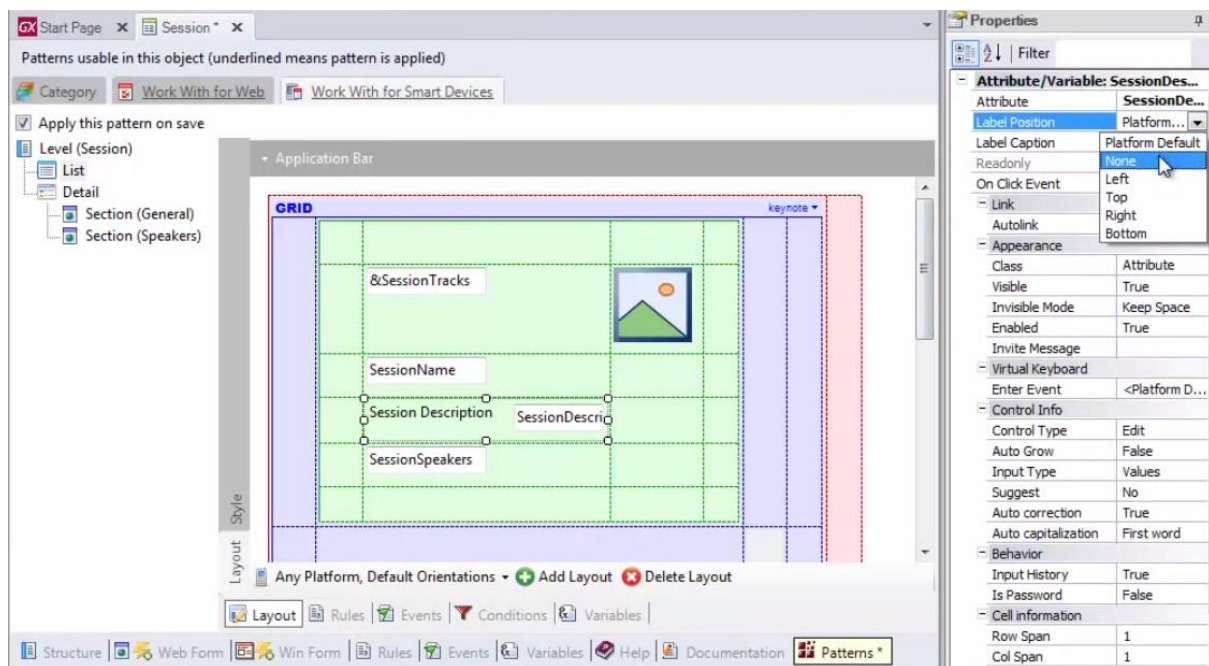 GX Start Page X Session * X
Patterns usable in this object (underlined means pattern is applied)
Category Work With for Web Work With for Smart Devices
Apply this pattern on save
Level (Session)
List
Detail
Section (General)
Section (Speakers)
Application Bar
GRID keynote
&SessionTracks
SessionName
Session Description SessionDescri
SessionSpeakers
Style
Layout
Any Platform, Default Orientations Add Layout Delete Layout
Layout Rules Events Conditions Variables
Structure Web Form Win Form Rules Events Variables Help Documentation Patterns *
Properties
Filter
Attribute/Variable: SessionDes...
Attribute SessionDe...
Label Position Platform...
Label Caption Platform Default
Readonly None
On Click Event Left
Link Top
Autolink Right
Appearance Bottom
Class Attribute
Visible True
Invisible Mode Keep Space
Enabled True
Invite Message
Virtual Keyboard
Enter Event <Platform D...
Control Info
Control Type Edit
Auto Grow False
Input Type Values
Suggest No
Auto correction True
Auto capitalization First word
Behavior
Input History True
Is Password False
Cell information
Row Span 1
Col Span 1